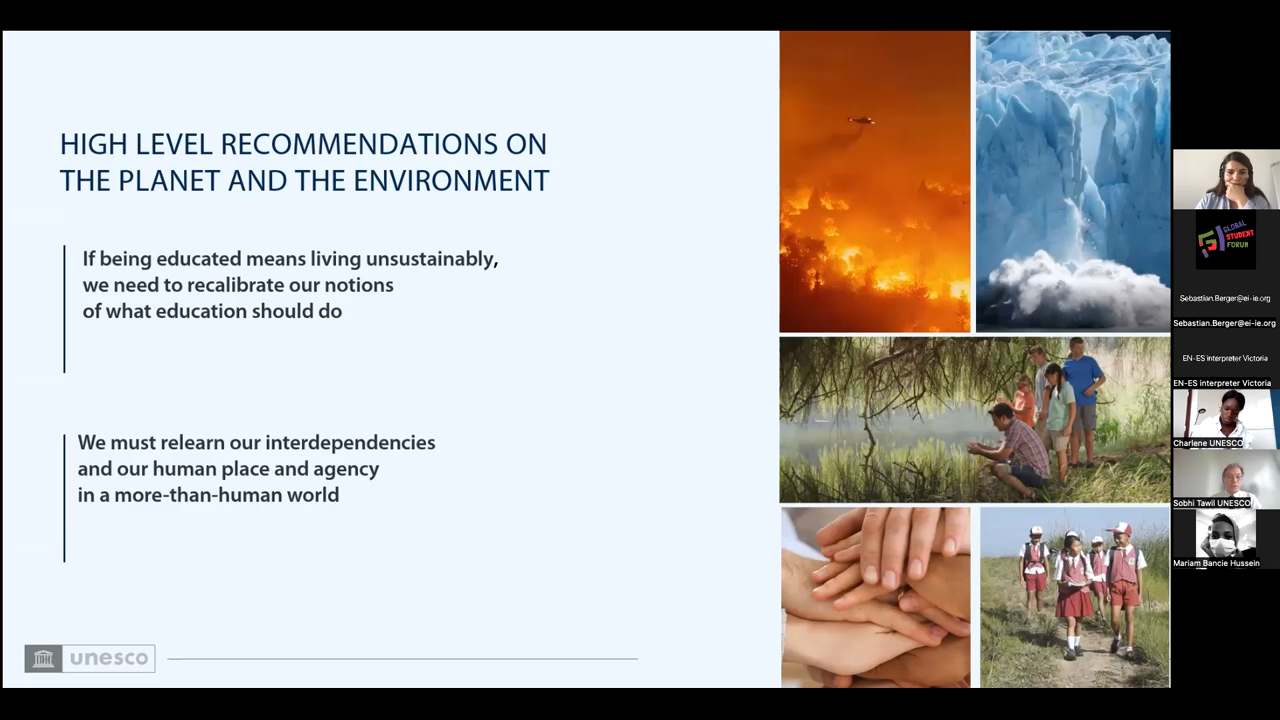 HIGH LEVEL RECOMMENDATIONS ON
THE PLANET AND THE ENVIRONMENT
If being educated means living unsustainably,
we need to recalibrate our notions
of what education should do
We must relearn our interdependencies
and our human place and agency
in a more-than-human world
unesco
GLOBAL
STUDENT
FORUM
Sebastian.Berger@ei-ie.org
Sebastian.Berger@ei-ie.org
EN-ES interpreter Victoria
EN-ES interpreter Victoria
Charlene UNESCO
Sobhi Tawil UNESCO
Mariam Bancie Hussein